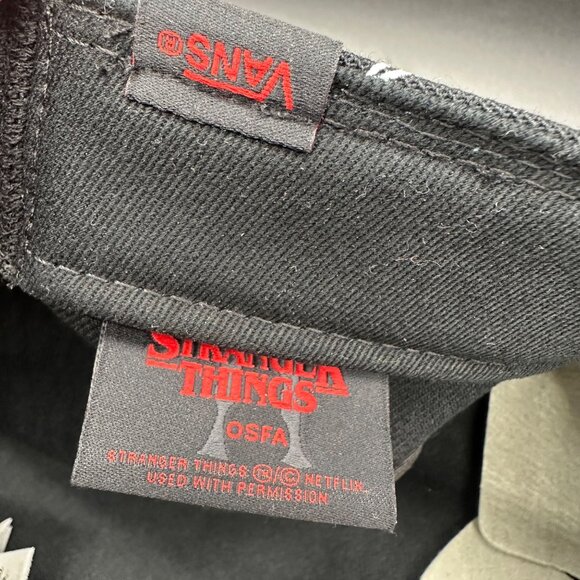 VANS®
STRANGER
THINGS
OSFA
STRANGER THINGS ™/© NETFLIX.
USED WITH PERMISSION